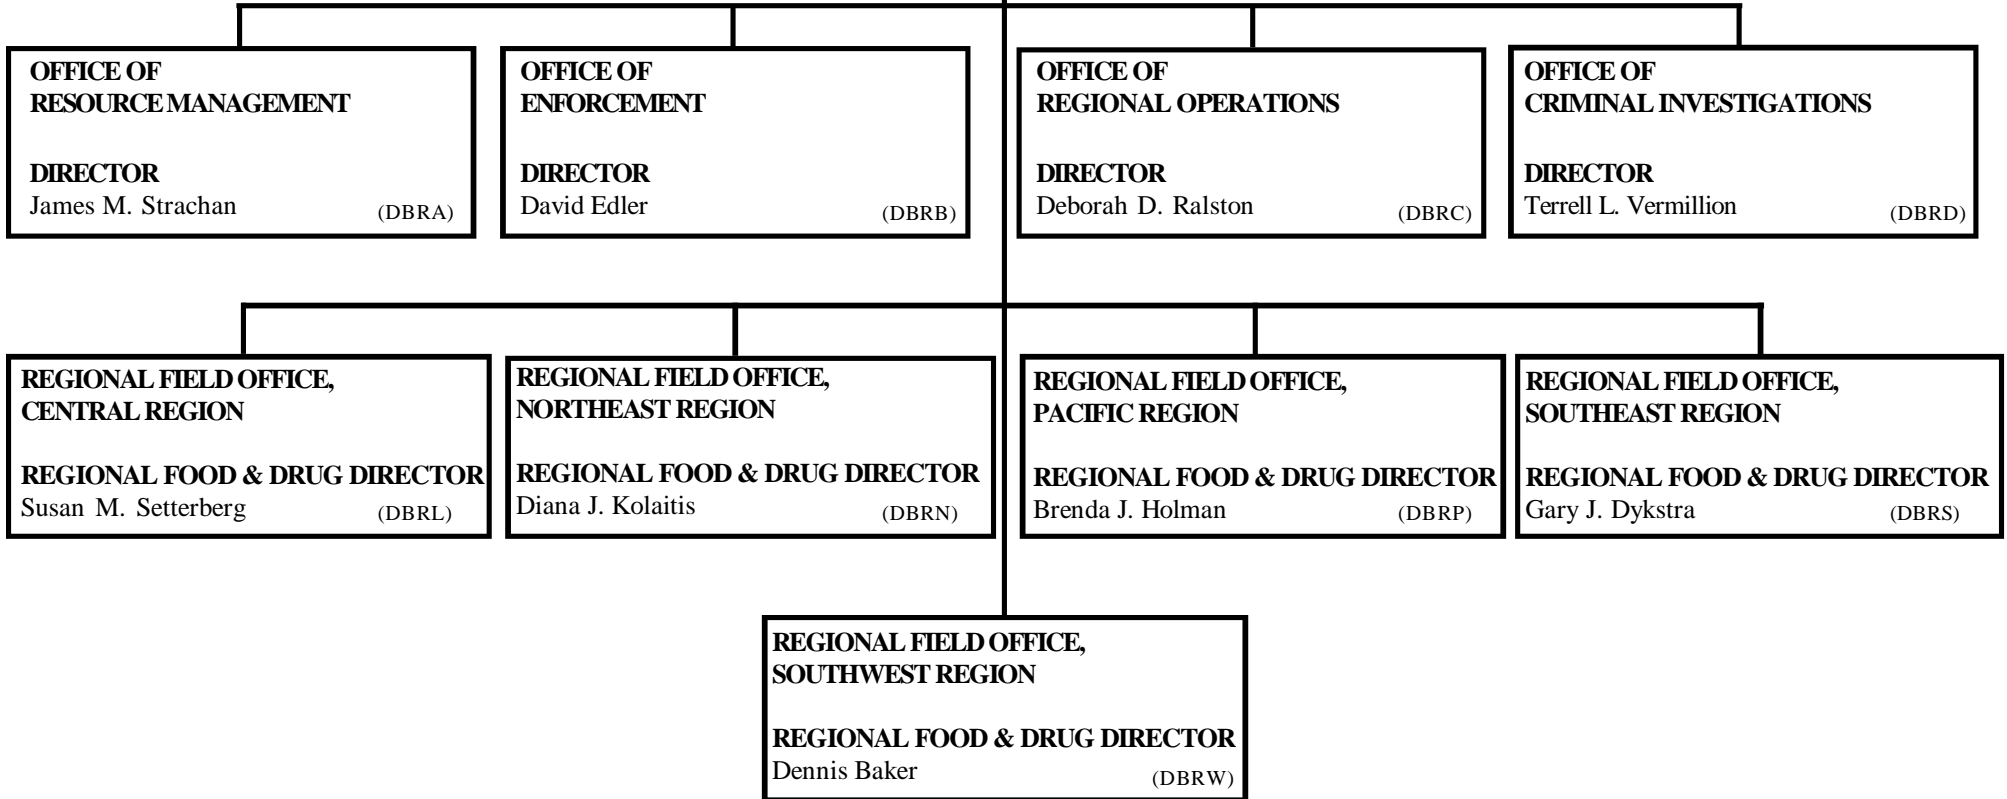 OFFICE OF
RESOURCE MANAGEMENT
DIRECTOR
James M. Strachan (DBRA)
OFFICE OF
ENFORCEMENT
DIRECTOR
David Edler (DBRB)
OFFICE OF
REGIONAL OPERATIONS
DIRECTOR
Deborah D. Ralston (DBRC)
OFFICE OF
CRIMINAL INVESTIGATIONS
DIRECTOR
Terrell L. Vermillion (DBRD)
REGIONAL FIELD OFFICE,
CENTRAL REGION
REGIONAL FOOD & DRUG DIRECTOR
Susan M. Setterberg (DBRL)
REGIONAL FIELD OFFICE,
NORTHEAST REGION
REGIONAL FOOD & DRUG DIRECTOR
Diana J. Kolaitis (DBRN)
REGIONAL FIELD OFFICE,
PACIFIC REGION
REGIONAL FOOD & DRUG DIRECTOR
Brenda J. Holman (DBRP)
REGIONAL FIELD OFFICE,
SOUTHEAST REGION
REGIONAL FOOD & DRUG DIRECTOR
Gary J. Dykstra (DBRS)
REGIONAL FIELD OFFICE,
SOUTHWEST REGION
REGIONAL FOOD & DRUG DIRECTOR
Dennis Baker (DBRW)